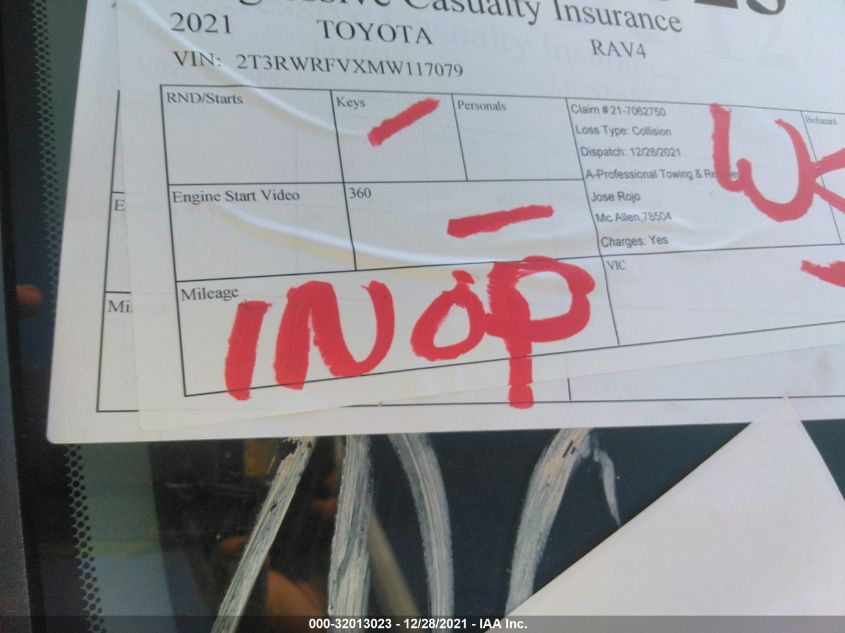 Casualty Insurance
2021 TOYOTA RAV4
VIN: 2T3RWRFVXMW117079
RND/Starts
Keys –
Personals
Claim # 21-7062750
Loss Type: Collision
Dispatch: 12/28/2021
A-Professional Towing &
Jose Rojo
Mc Allen,78504
Charges: Yes
Biohazard
WK
Engine Start Video
360 –
Mileage
INOP
VIC
000-32013023 - 12/28/2021 - IAA Inc.